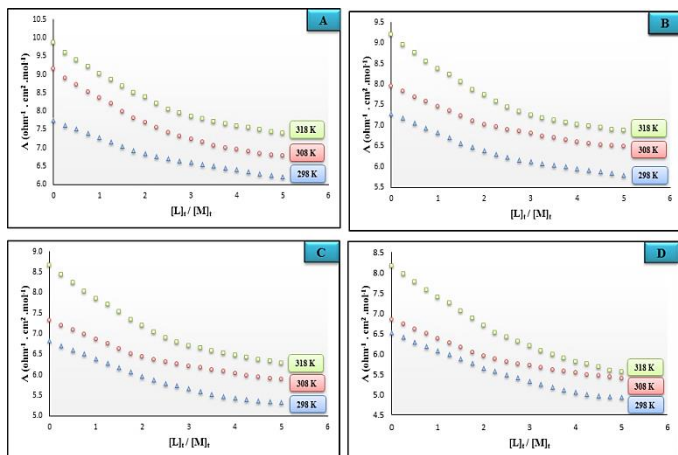 A
Λ (ohm⁻¹ . cm² .mol⁻¹)
10.5
10.0
9.5
9.0
8.5
8.0
7.5
7.0
6.5
6.0
318 K
308 K
298 K
0 1 2 3 4 5 6
[L]t / [M]t
B
Λ (ohm⁻¹ . cm² .mol⁻¹)
9.5
9.0
8.5
8.0
7.5
7.0
6.5
6.0
5.5
318 K
308 K
298 K
0 1 2 3 4 5 6
[L]t / [M]t
C
Λ (ohm⁻¹ . cm² .mol⁻¹)
9.0
8.5
8.0
7.5
7.0
6.5
6.0
5.5
5.0
318 K
308 K
298 K
0 1 2 3 4 5 6
[L]t / [M]t
D
Λ (ohm⁻¹ . cm² .mol⁻¹)
8.5
8.0
7.5
7.0
6.5
6.0
5.5
5.0
4.5
318 K
308 K
298 K
0 1 2 3 4 5 6
[L]t / [M]t